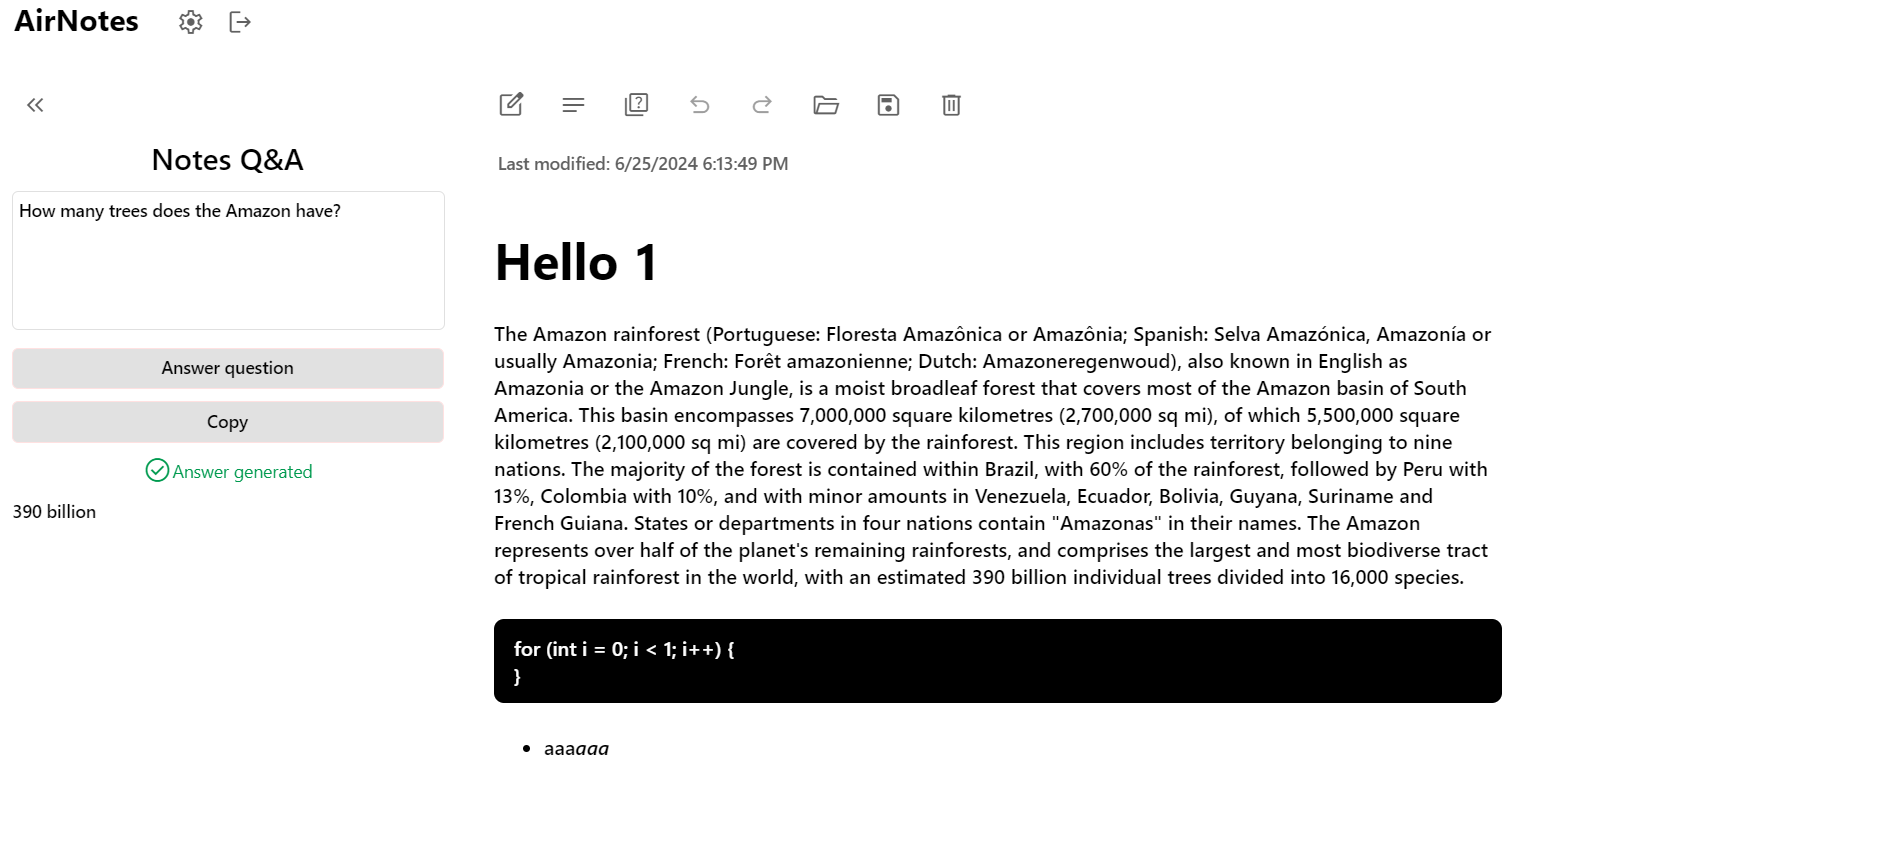 AirNotes
Notes Q&A
How many trees does the Amazon have?
Answer question
Copy
Answer generated
390 billion
Last modified: 6/25/2024 6:13:49 PM
Hello 1
The Amazon rainforest (Portuguese: Floresta Amazônica or Amazônia; Spanish: Selva Amazónica, Amazonía or
usually Amazonia; French: Forêt amazonienne; Dutch: Amazoneregenwoud), also known in English as
Amazonia or the Amazon Jungle, is a moist broadleaf forest that covers most of the Amazon basin of South
America. This basin encompasses 7,000,000 square kilometres (2,700,000 sq mi), of which 5,500,000 square
kilometres (2,100,000 sq mi) are covered by the rainforest. This region includes territory belonging to nine
nations. The majority of the forest is contained within Brazil, with 60% of the rainforest, followed by Peru with
13%, Colombia with 10%, and with minor amounts in Venezuela, Ecuador, Bolivia, Guyana, Suriname and
French Guiana. States or departments in four nations contain "Amazonas" in their names. The Amazon
represents over half of the planet's remaining rainforests, and comprises the largest and most biodiverse tract
of tropical rainforest in the world, with an estimated 390 billion individual trees divided into 16,000 species.
for (int i = 0; i < 1; i++) {
}
• aaaaaa